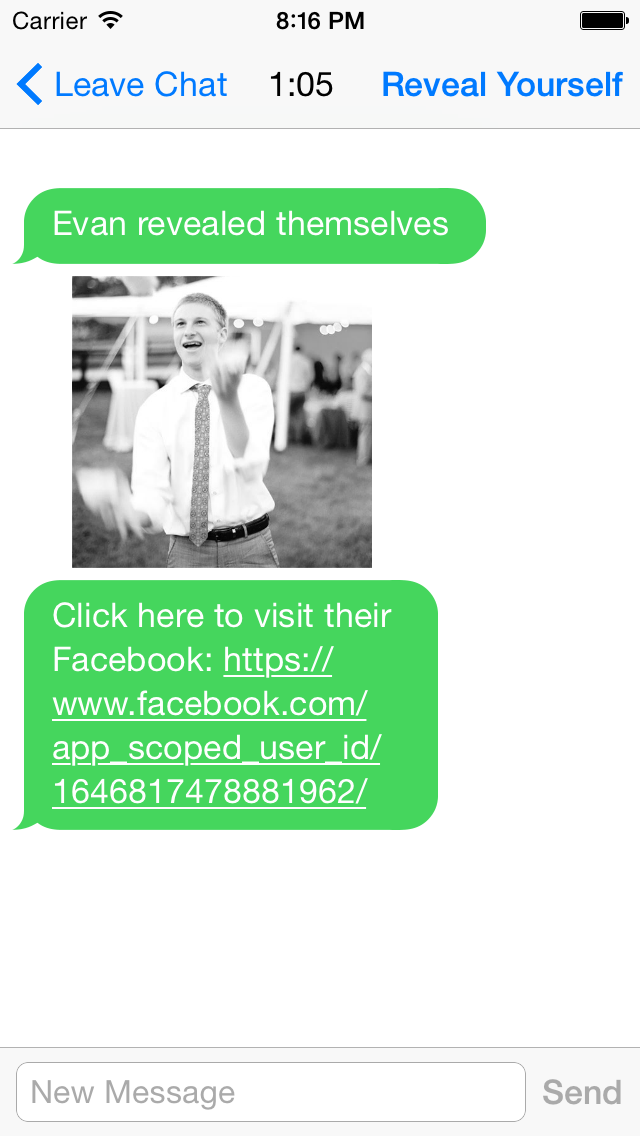 Carrier 8:16 PM
Leave Chat 1:05 Reveal Yourself
Evan revealed themselves
Click here to visit their
Facebook: https://
www.facebook.com/
app_scoped_user_id/
1646817478881962/
New Message Send